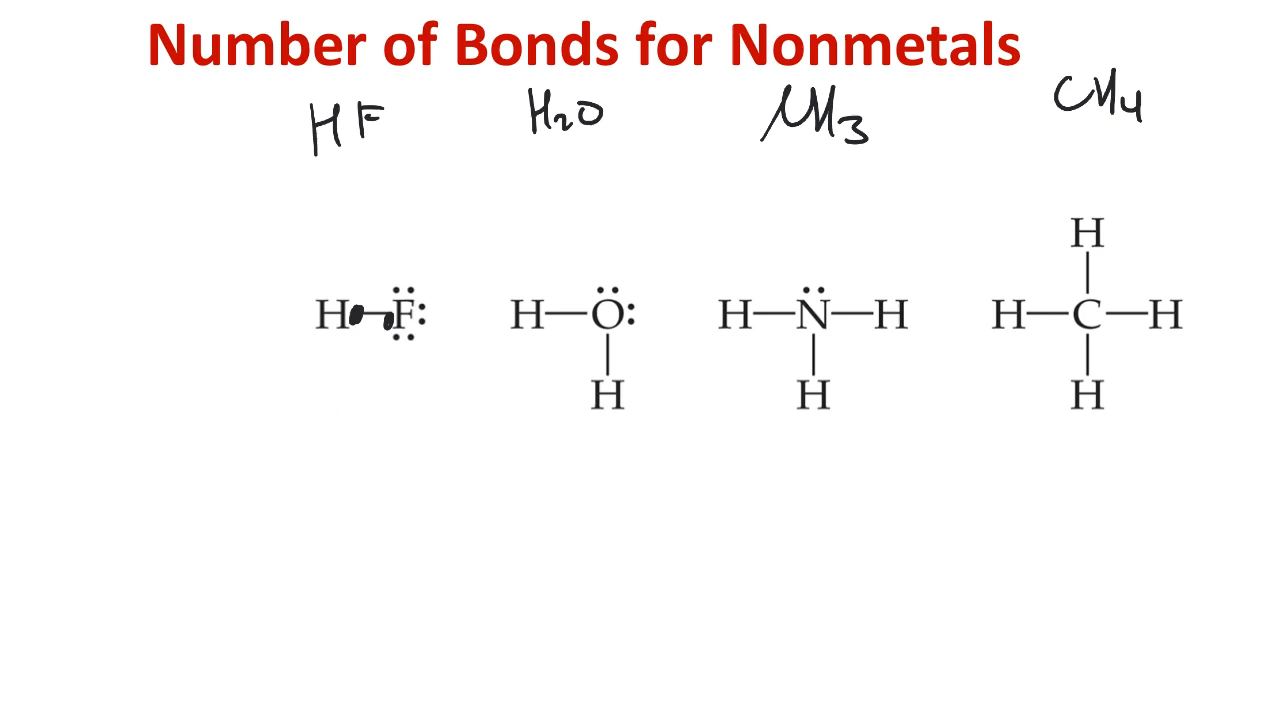 Number of Bonds for Nonmetals
HF H₂O NH₃ CH₄
H
H—F̈: H—Ö: H—N̈—H H—C—H
H H H